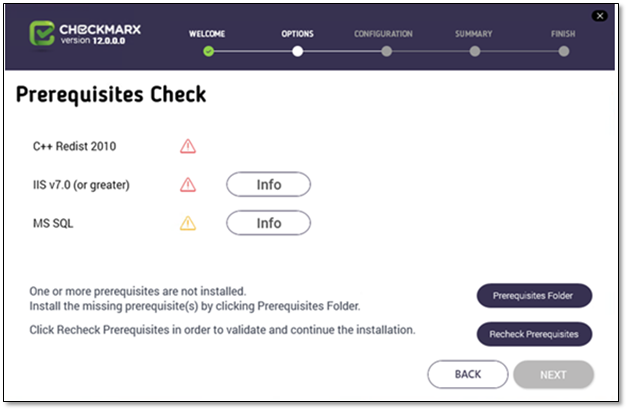 CHECKMARX
version 12.0.0.0
WELCOME
OPTIONS
CONFIGURATION
SUMMARY
FINISH
Prerequisites Check
C++ Redist 2010
IIS v7.0 (or greater)
Info
MS SQL
Info
One or more prerequisites are not installed.
Install the missing prerequisite(s) by clicking Prerequisites Folder.
Prerequisites Folder
Click Recheck Prerequisites in order to validate and continue the installation.
Recheck Prerequisites
BACK
NEXT